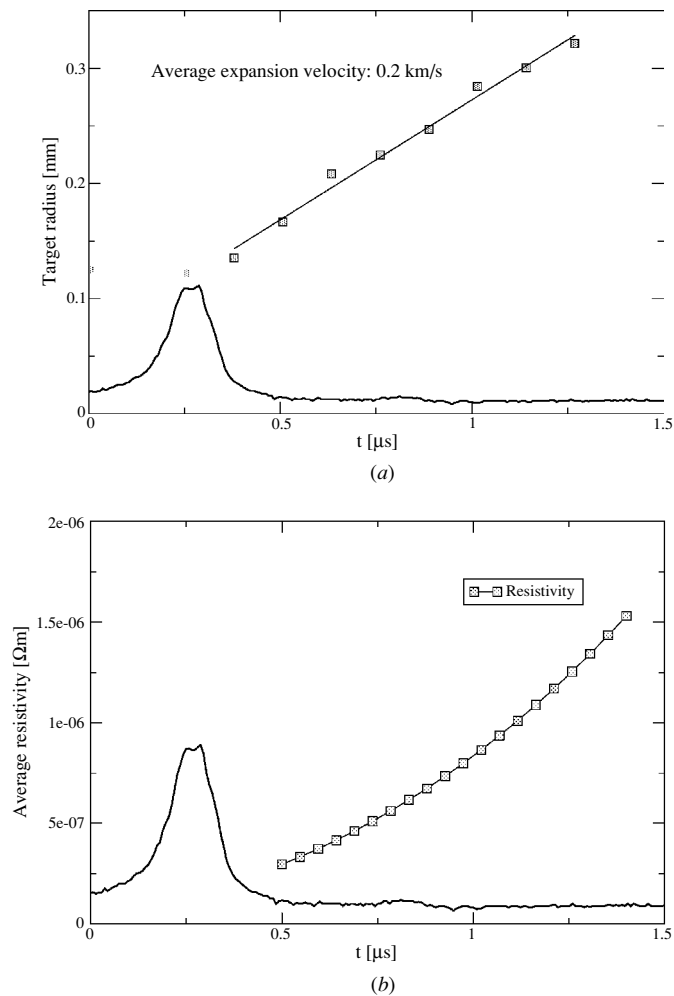 0.3
Average expansion velocity: 0.2 km/s
0.2
Target radius [mm]
0.1
0
0 0.5 1 1.5
t [μs]
(a)
2e-06
Resistivity
1.5e-06
Average resistivity [Ωm]
1e-06
5e-07
0
0 0.5 1 1.5
t [μs]
(b)